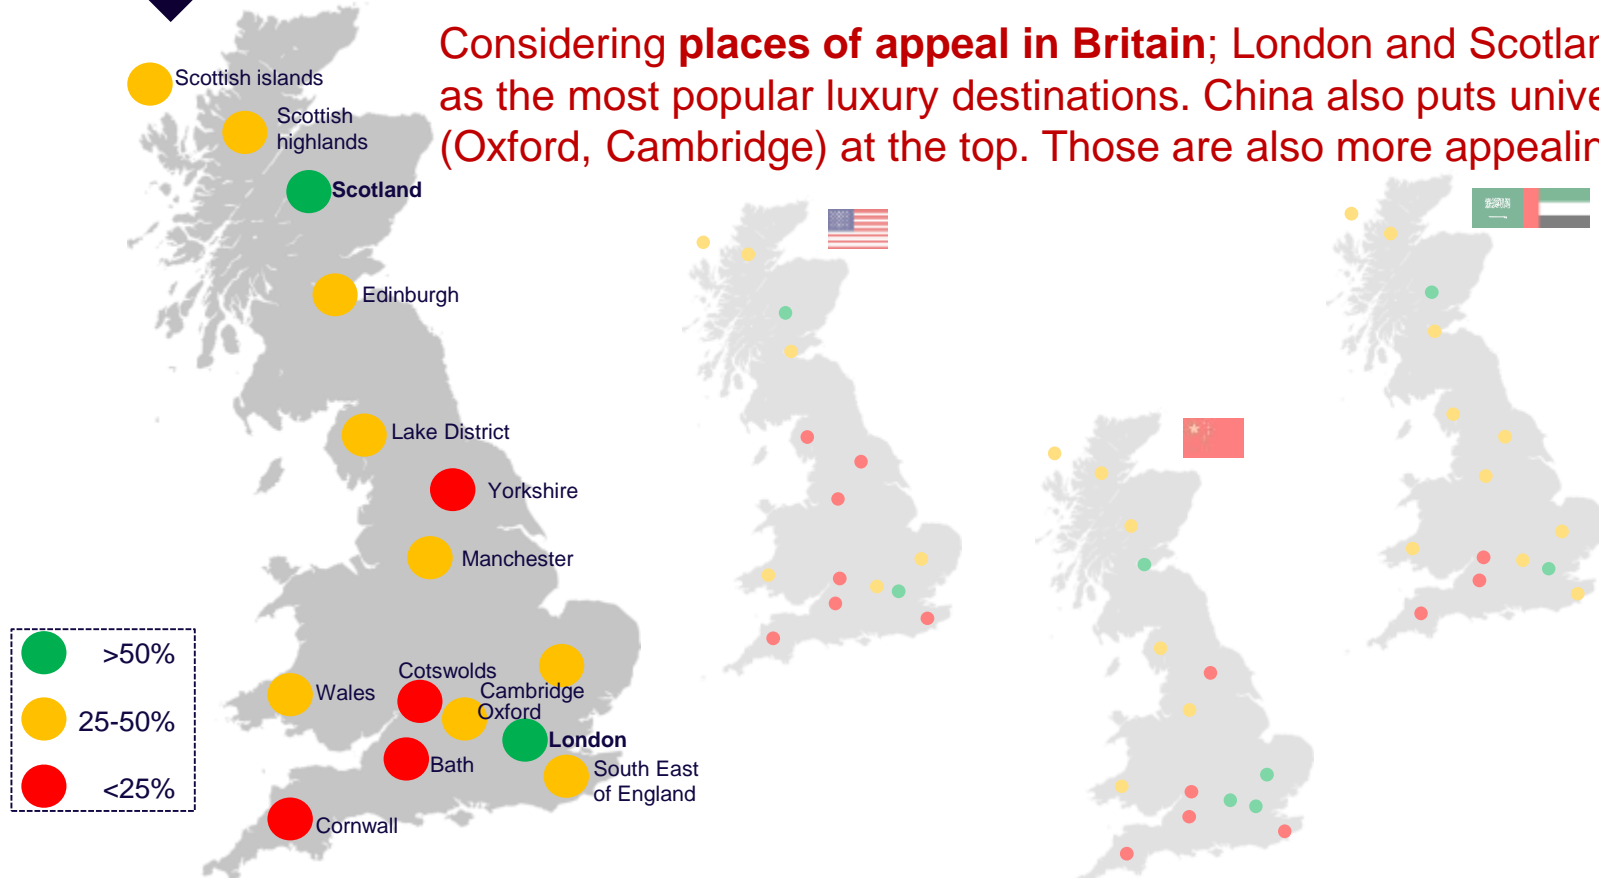 Considering places of appeal in Britain; London and Scotlan
as the most popular luxury destinations. China also puts unive
(Oxford, Cambridge) at the top. Those are also more appealin
Scottish islands
Scottish
highlands
Scotland
Edinburgh
Lake District
Yorkshire
Manchester
>50%
25-50%
<25%
Wales
Cotswolds
Cambridge
Oxford
London
Bath
South East
of England
Cornwall